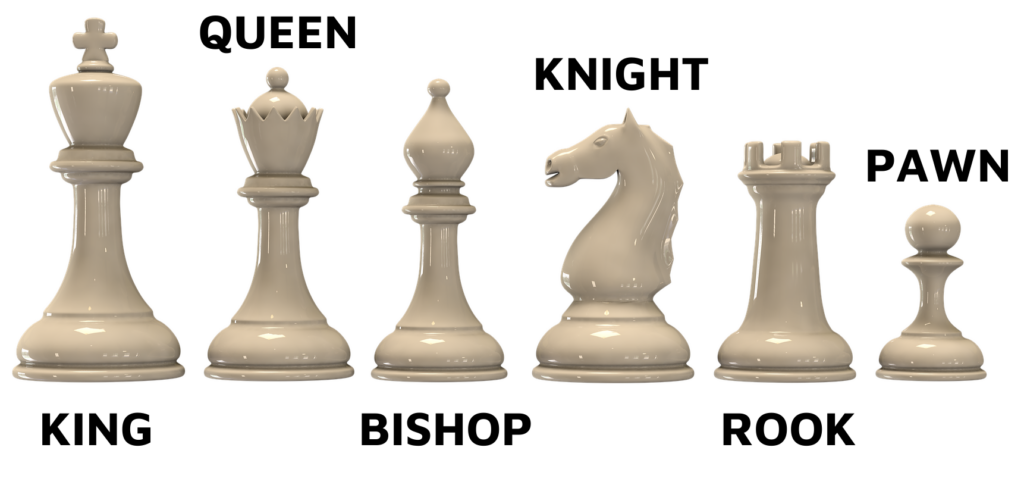 KING
QUEEN
BISHOP
KNIGHT
ROOK
PAWN